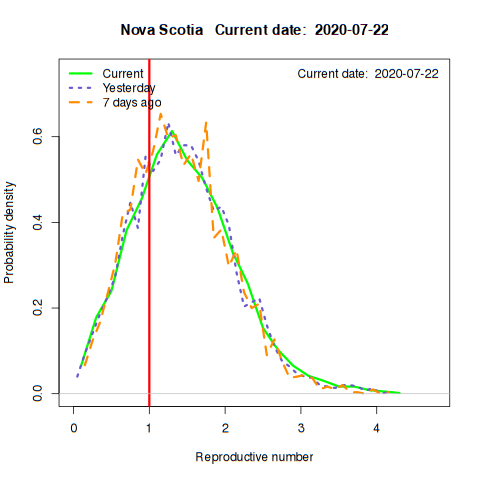 Nova Scotia Current date: 2020-07-22
Current
Yesterday
7 days ago
Current date: 2020-07-22
Probability density
0.0
0.2
0.4
0.6
0 1 2 3 4
Reproductive number